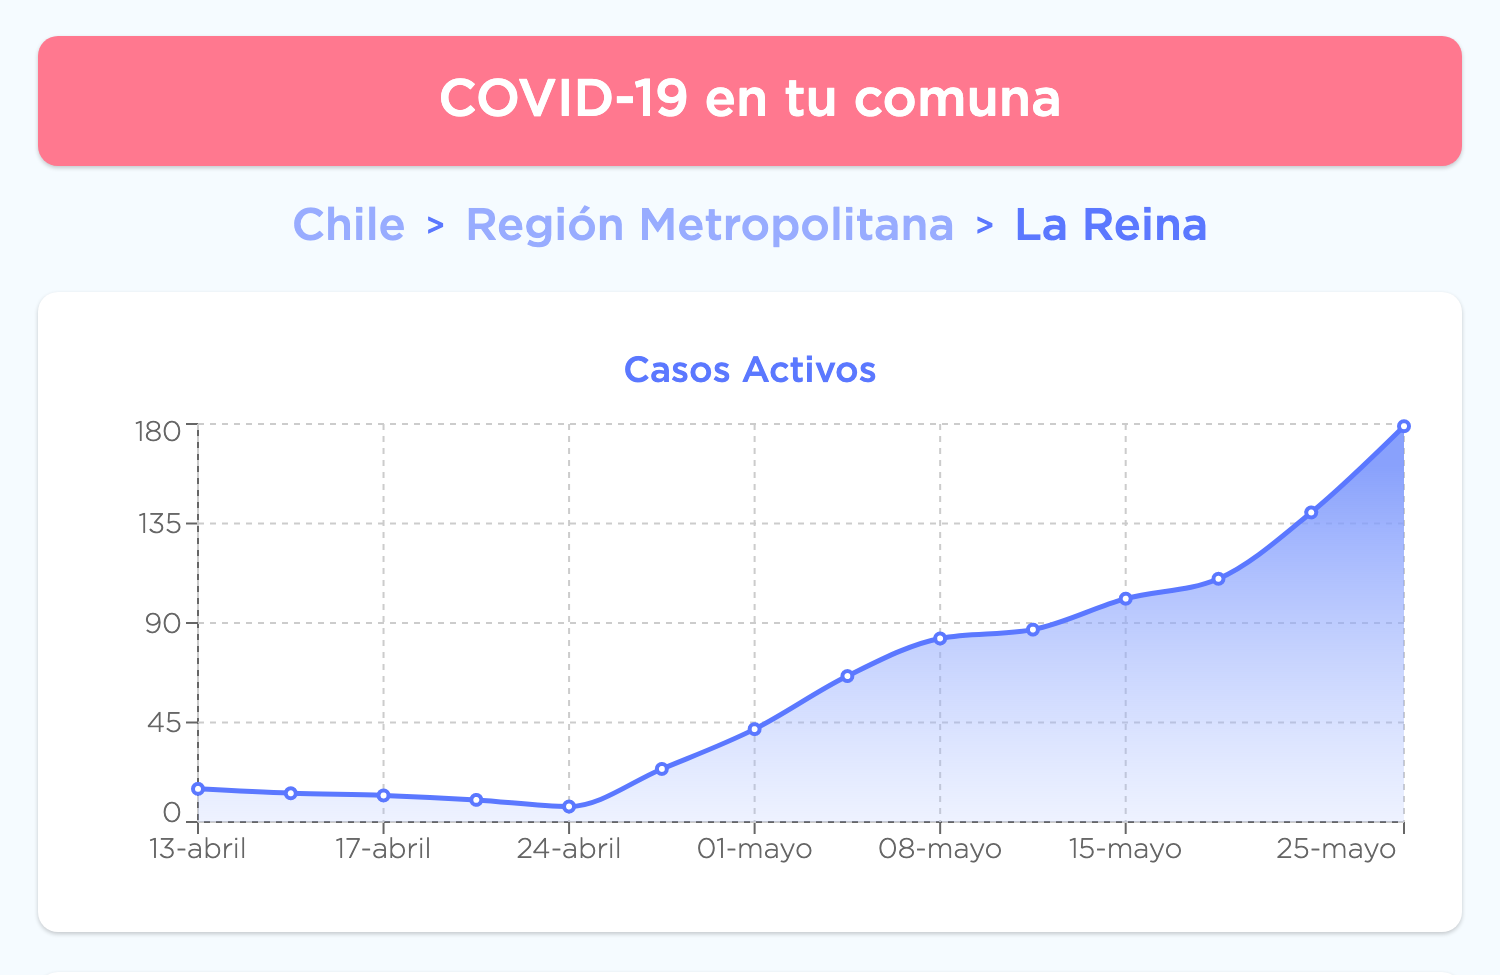 COVID-19 en tu comuna
Chile > Región Metropolitana > La Reina
Casos Activos
180
135
90
45
0
13-abril 17-abril 24-abril 01-mayo 08-mayo 15-mayo 25-mayo